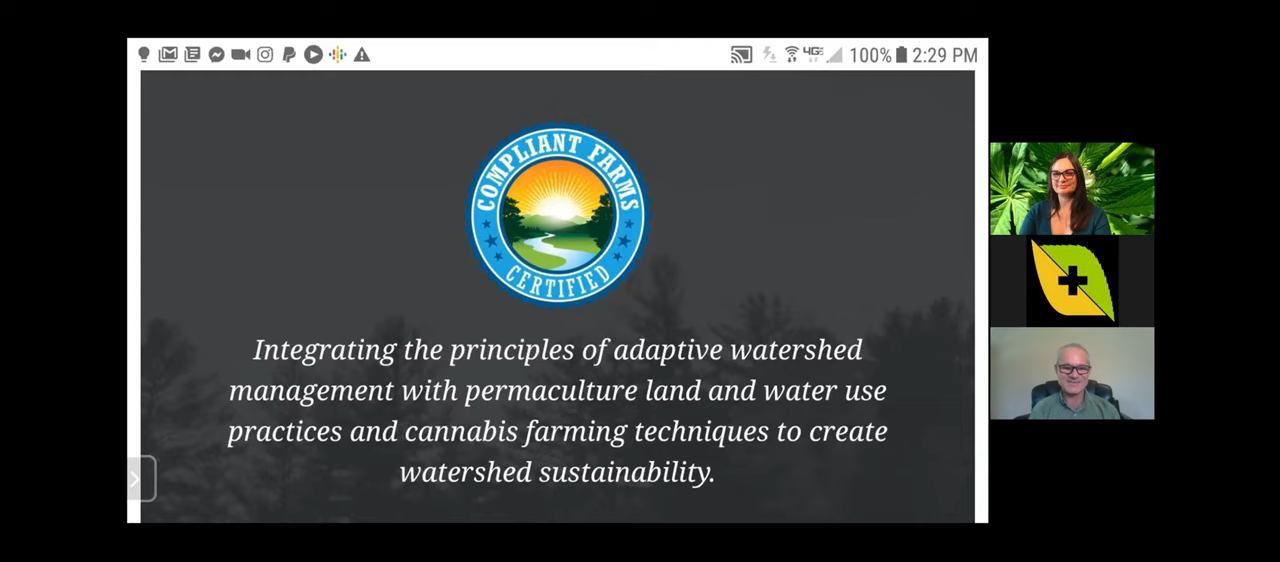 4GE 100% 2:29 PM
COMPLIANT FARMS
CERTIFIED
Integrating the principles of adaptive watershed
management with permaculture land and water use
practices and cannabis farming techniques to create
watershed sustainability.